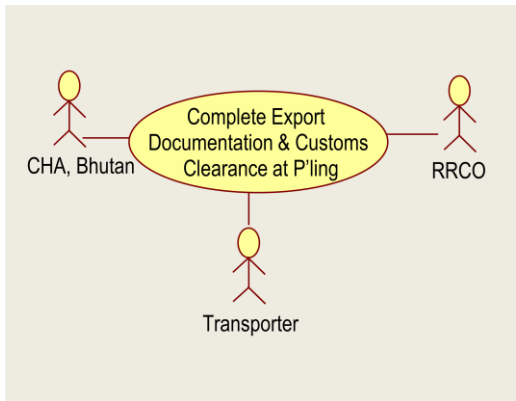 Complete Export
Documentation & Customs
Clearance at P'ling
CHA, Bhutan
RRCO
Transporter